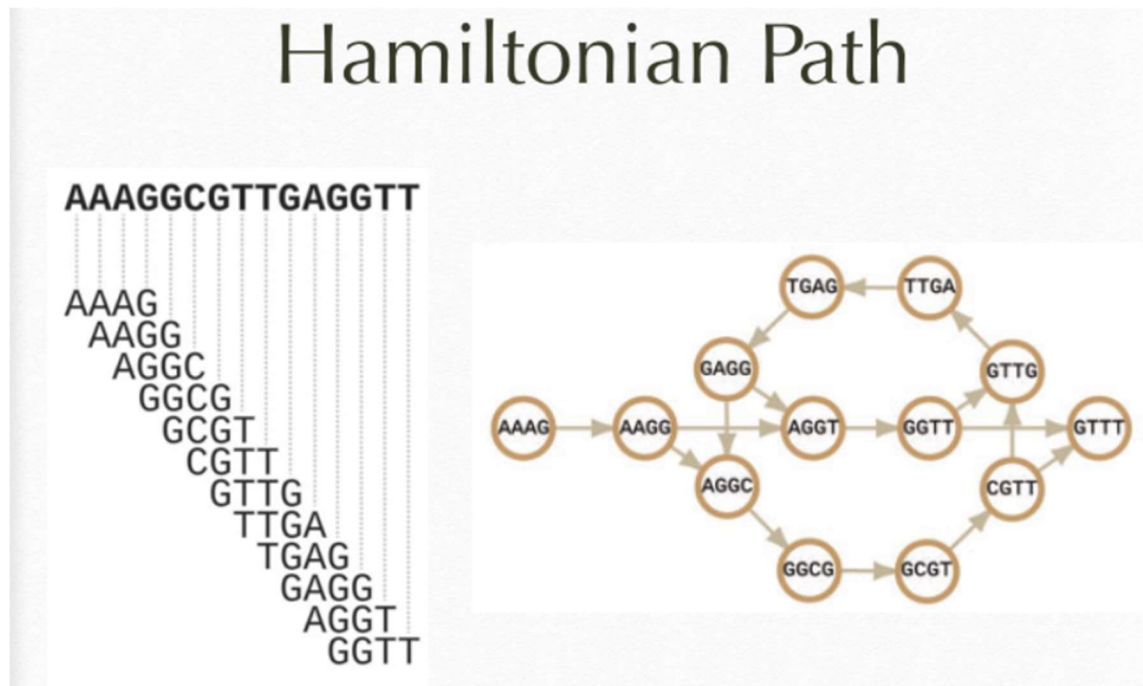 Hamiltonian Path
AAAGGCGTTGAGGTT
AAAG
AAGG
AGGC
GGCG
GCGT
CGTT
GTTG
TTGA
TGAG
GAGG
AGGT
GGTT
TGAG TTGA
GAGG GTTG
AAAG AAGG AGGT GGTT GTTT
AGGC CGTT
GGCG GCGT